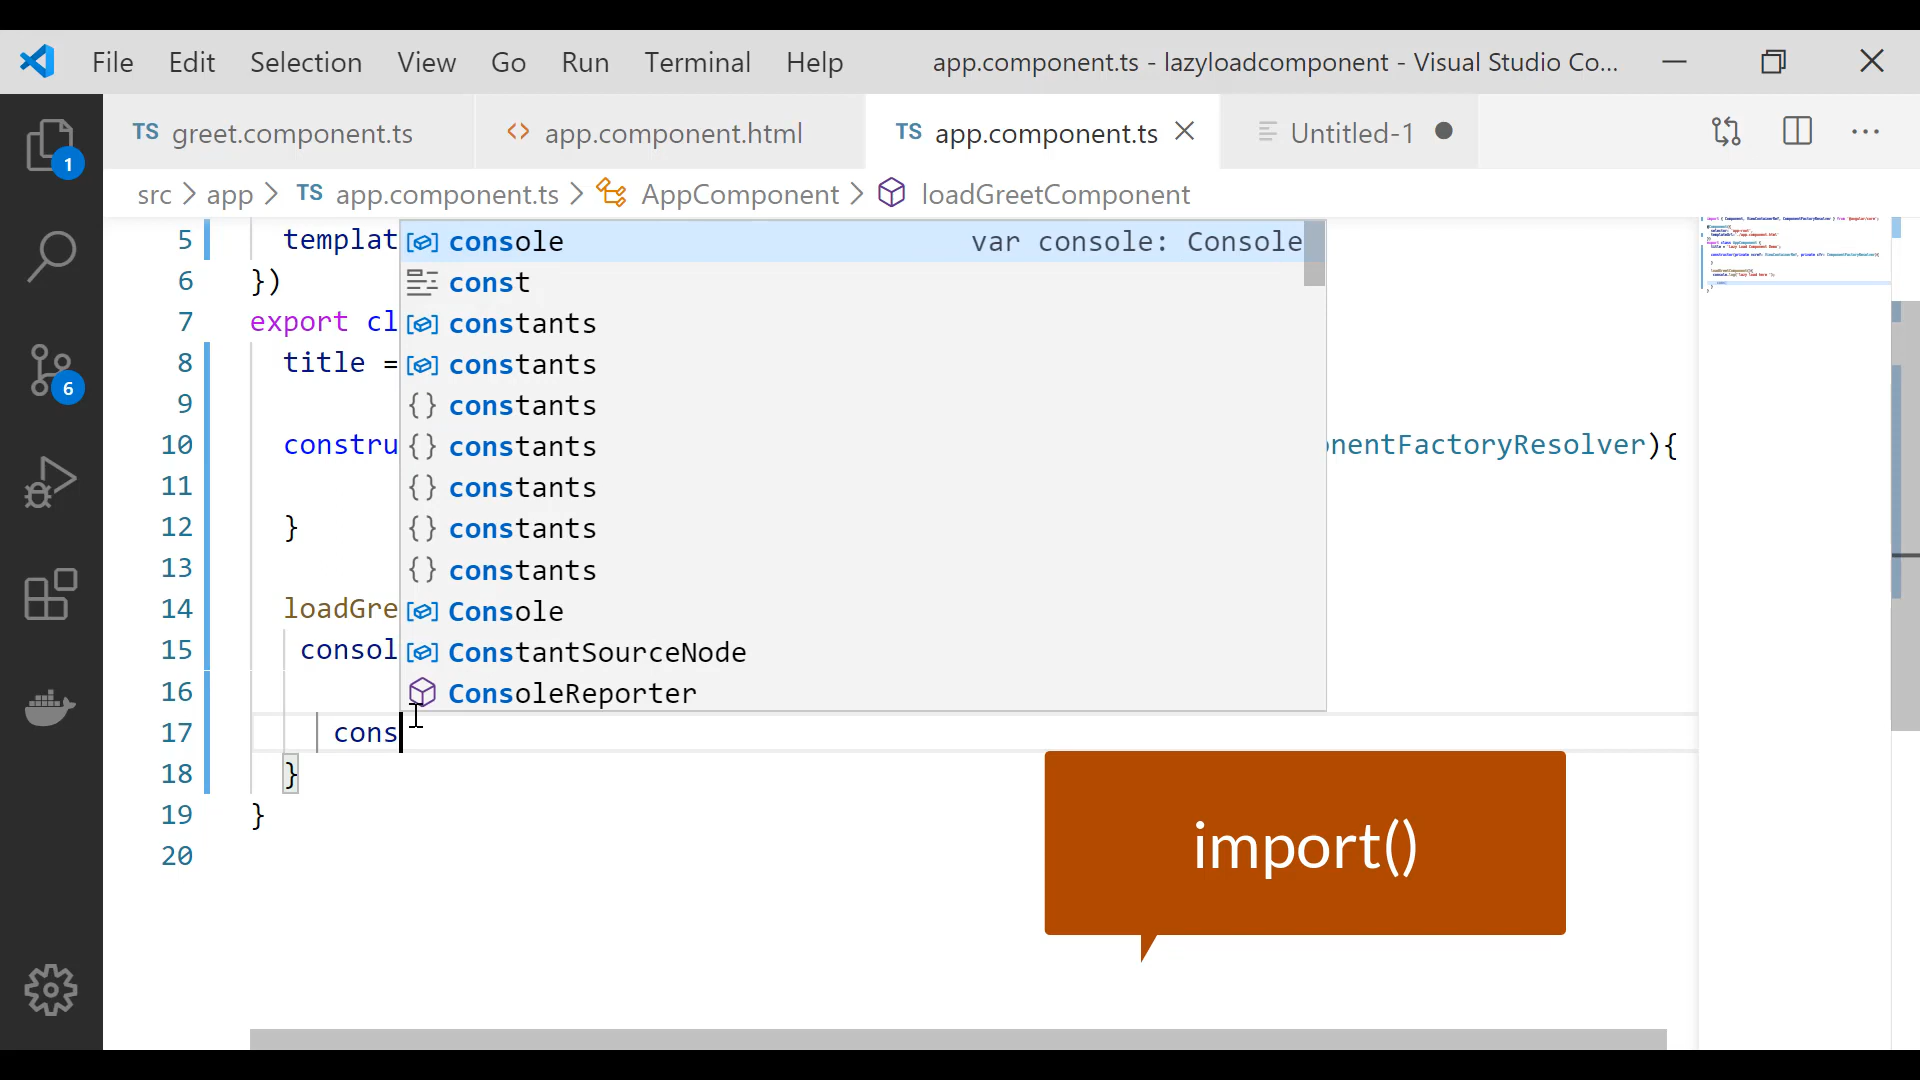 File Edit Selection View Go Run Terminal Help app.component.ts - lazyloadcomponent - Visual Studio Co...
TS greet.component.ts <> app.component.html TS app.component.ts Untitled-1
1
src > app > TS app.component.ts > AppComponent > loadGreetComponent
5 templat
6 })
7 export cl
8 title =
9
10 constru onentFactoryResolver){
11
12 }
13
14 loadGre
15 consol
16
17 cons
18 }
19 }
20
console var console: Console
const
constants
constants
{} constants
{} constants
{} constants
{} constants
{} constants
Console
ConstantSourceNode
ConsoleReporter
6
import()